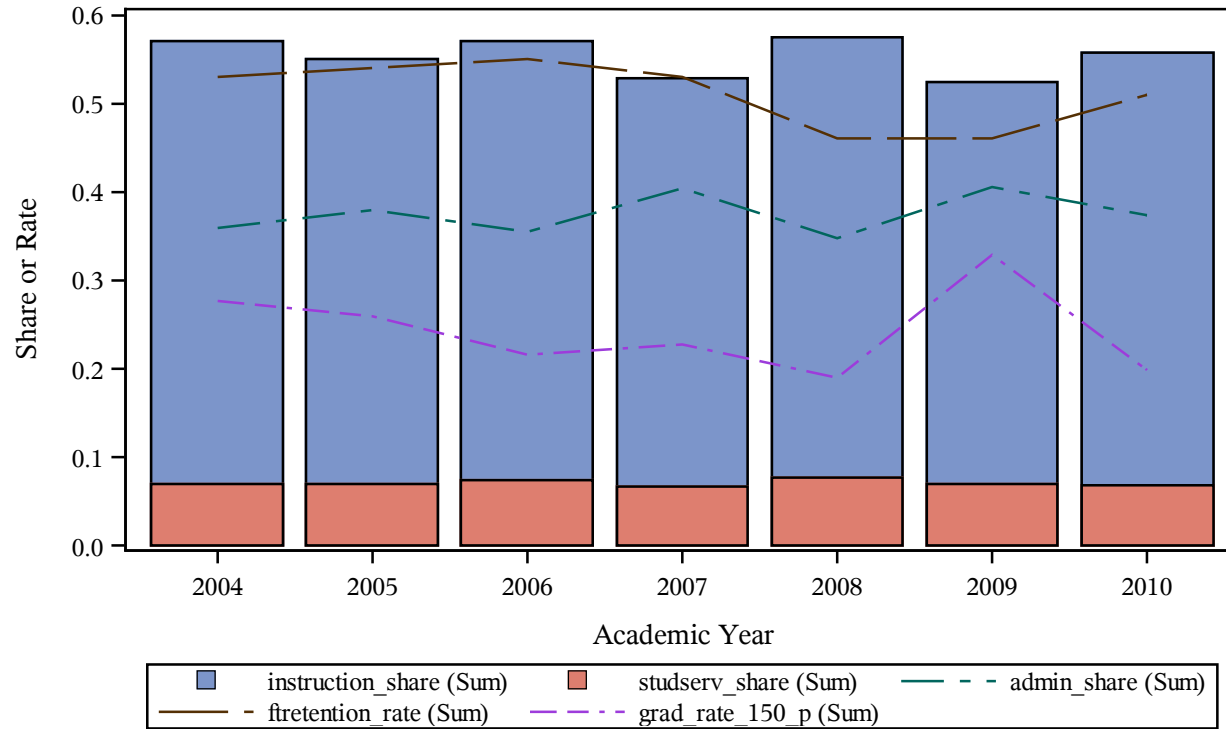 0.6
0.5
0.4
0.3
0.2
0.1
0.0
Share or Rate
2004 2005 2006 2007 2008 2009 2010
Academic Year
instruction_share (Sum) studserv_share (Sum) admin_share (Sum)
ftretention_rate (Sum) grad_rate_150_p (Sum)